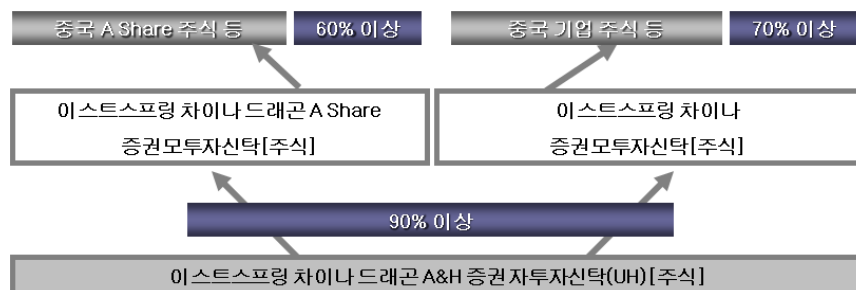 중국 A Share 주식 등
60% 이상
중국 기업 주식 등
70% 이상
이스트스프링 차이나 드래곤 A Share
증권모투자신탁[주식]
이스트스프링 차이나
증권모투자신탁[주식]
90% 이상
이스트스프링 차이나 드래곤 A&H 증권 자투자신탁(UH)[주식]